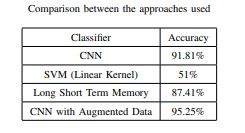 Comparison between the approaches used
Classifier Accuracy
CNN 91.81%
SVM (Linear Kernel) 51%
Long Short Term Memory 87.41%
CNN with Augmented Data 95.25%